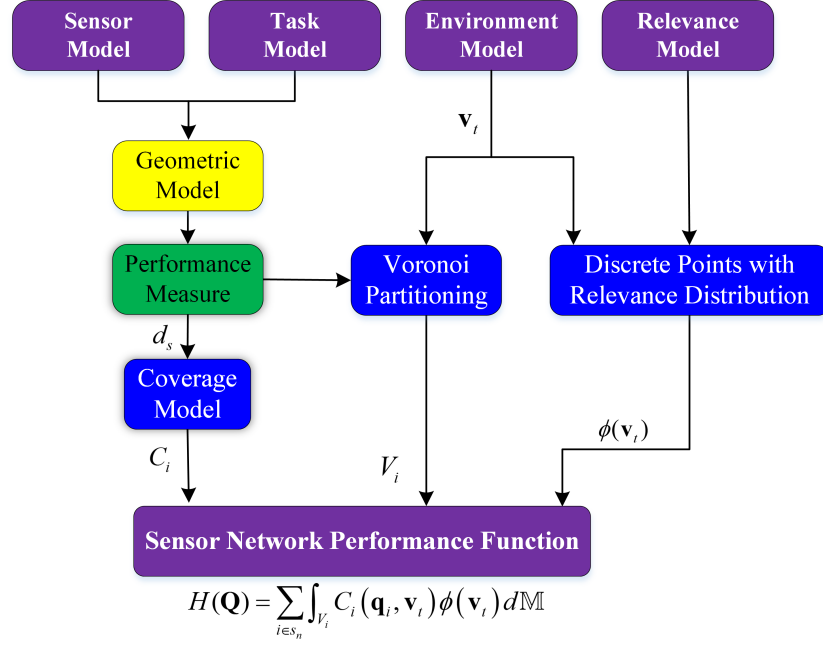 Sensor
Model
Task
Model
Environment
Model
Relevance
Model
v_t
Geometric
Model
Performance
Measure
Voronoi
Partitioning
Discrete Points with
Relevance Distribution
d_s
Coverage
Model
ϕ(v_t)
C_i
V_i
Sensor Network Performance Function
H(Q) = ∑_{i∈s_n} ∫_{V_i} C_i(q_i, v_t)ϕ(v_t)d𝕄